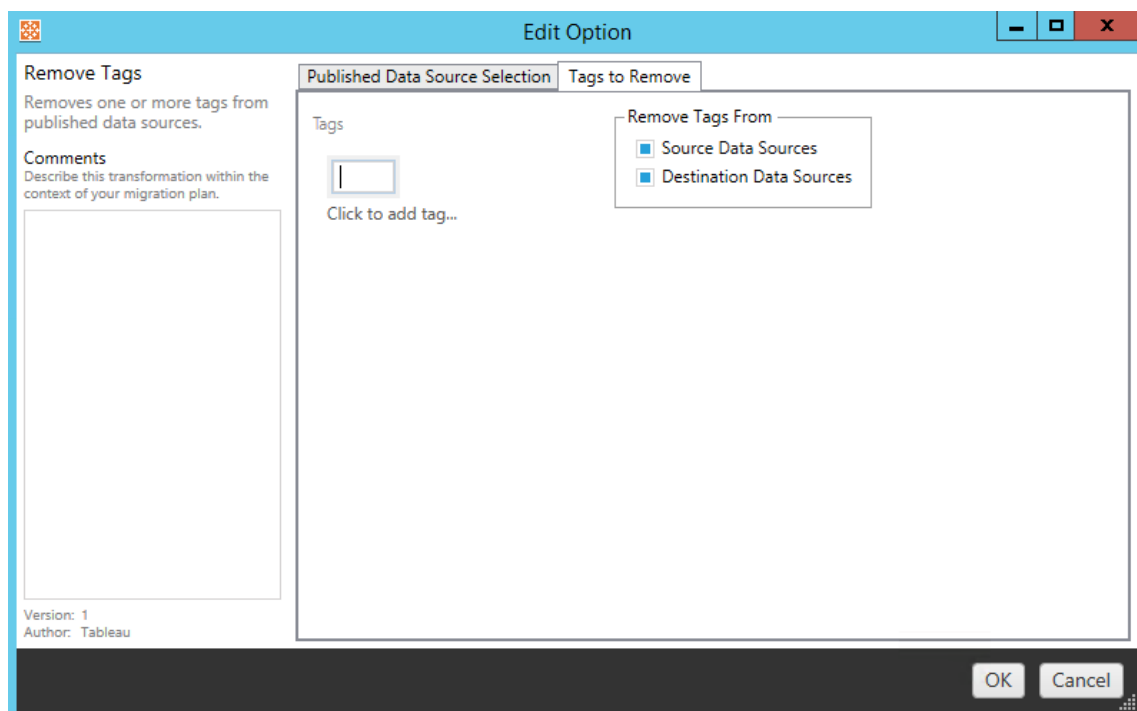 Edit Option
Remove Tags
Removes one or more tags from
published data sources.
Comments
Describe this transformation within the
context of your migration plan.
Version: 1
Author: Tableau
Published Data Source Selection
Tags to Remove
Tags
Click to add tag...
Remove Tags From
Source Data Sources
Destination Data Sources
OK
Cancel